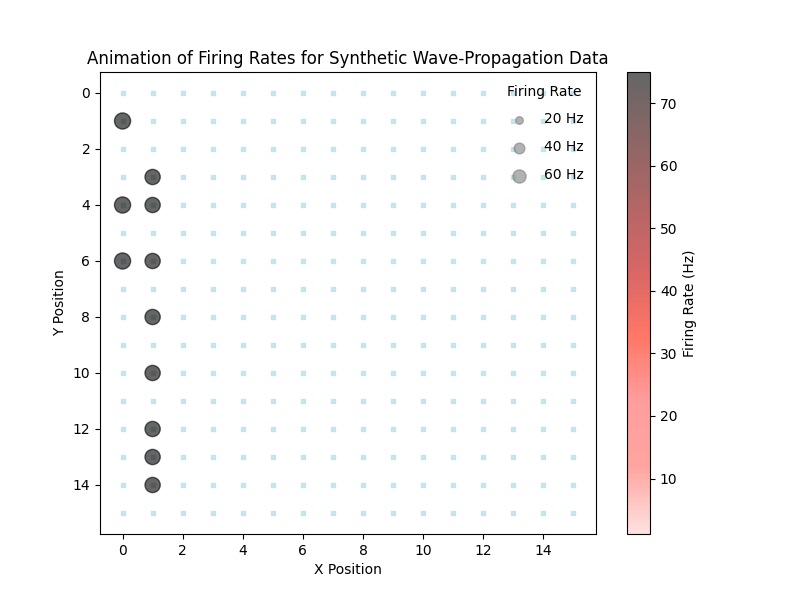 Animation of Firing Rates for Synthetic Wave-Propagation Data
Firing Rate
20 Hz
40 Hz
60 Hz
0
2
4
6
8
10
12
14
Y Position
0
2
4
6
8
10
12
14
X Position
70
60
50
40
30
20
10
Firing Rate (Hz)